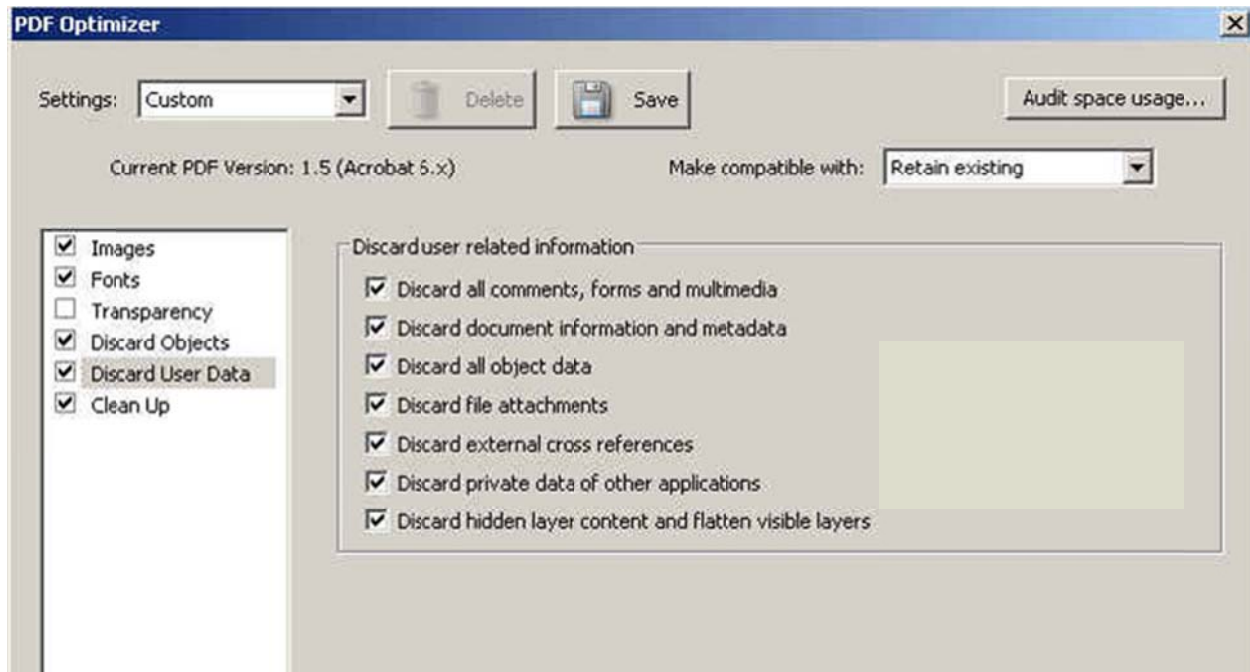 PDF Optimizer
Settings: Custom Delete Save Audit space usage...
Current PDF Version: 1.5 (Acrobat 6.x) Make compatible with: Retain existing
Images
Fonts
Transparency
Discard Objects
Discard User Data
Clean Up
Discard user related information
Discard all comments, forms and multimedia
Discard document information and metadata
Discard all object data
Discard file attachments
Discard external cross references
Discard private data of other applications
Discard hidden layer content and flatten visible layers